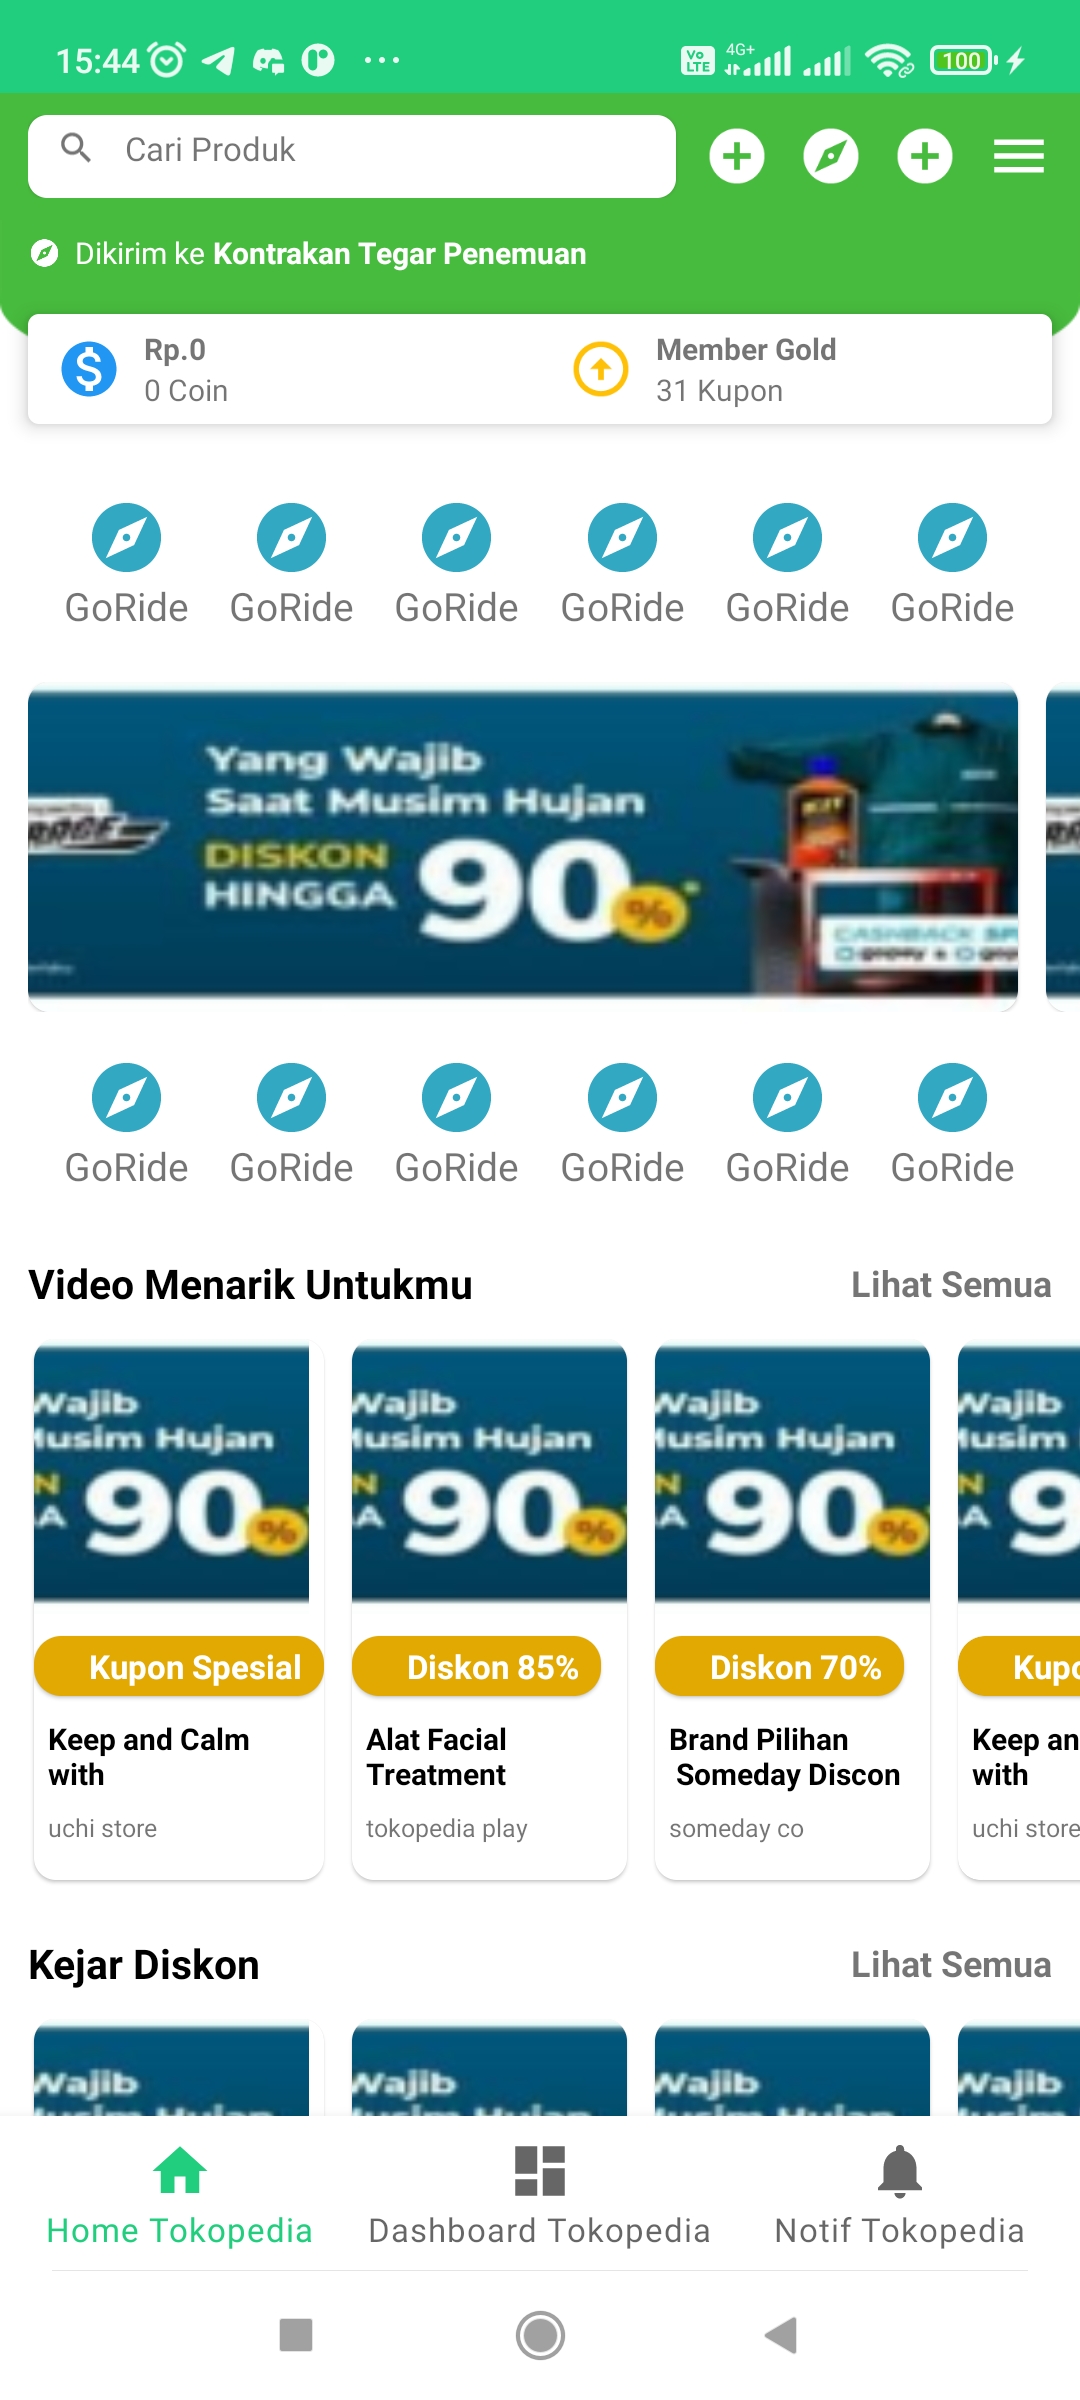 15:44
Vo LTE
4G+
100
Cari Produk
Dikirim ke Kontrakan Tegar Penemuan
Rp.0
0 Coin
Member Gold
31 Kupon
GoRide GoRide GoRide GoRide GoRide GoRide
Yang Wajib
Saat Musim Hujan
DISKON
HINGGA
90%
CASHBACK
GoRide GoRide GoRide GoRide GoRide GoRide
Video Menarik Untukmu
Lihat Semua
Wajib
Musim Hujan
N
A 90%
Kupon Spesial
Keep and Calm
with
uchi store
Wajib
Musim Hujan
N
A 90%
Diskon 85%
Alat Facial
Treatment
tokopedia play
Wajib
Musim Hujan
N
A 90%
Diskon 70%
Brand Pilihan
Someday Discon
someday co
Wajib
Musim
N
A 9
Kupo
Keep an
with
uchi store
Kejar Diskon
Lihat Semua
Wajib
Wajib
Wajib
Wajib
Home Tokopedia
Dashboard Tokopedia
Notif Tokopedia